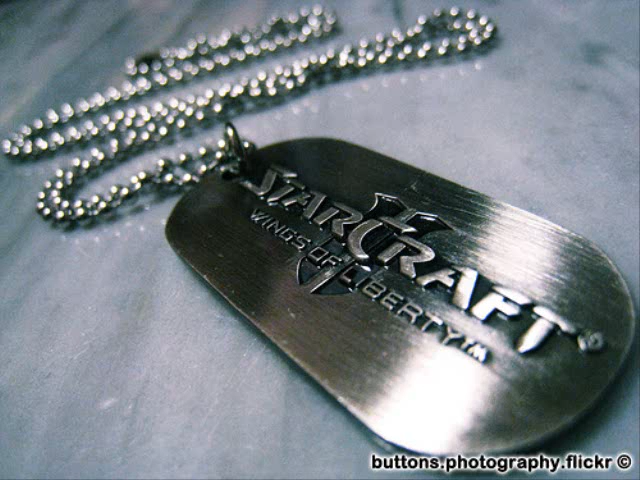 STARCRAFT®
II
WINGS OF LIBERTY™
buttons.photography.flickr ©